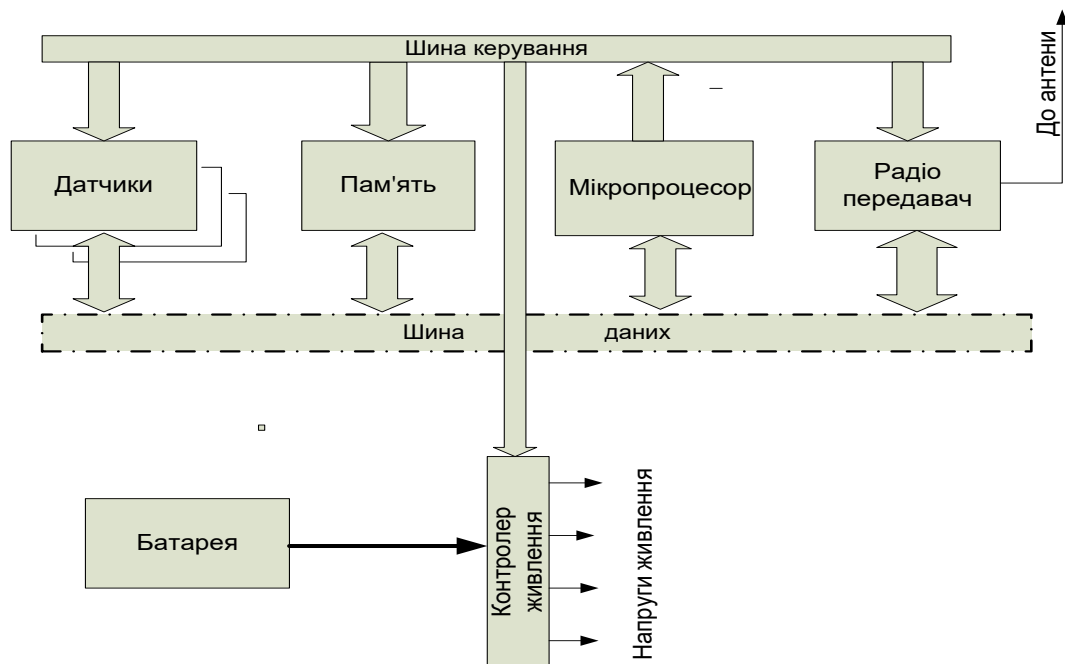 Шина керування
До антени
Датчики
Пам'ять
Мікропроцесор
Радіо
передавач
Шина даних
Батарея
Контролер
живлення
Напруги живлення